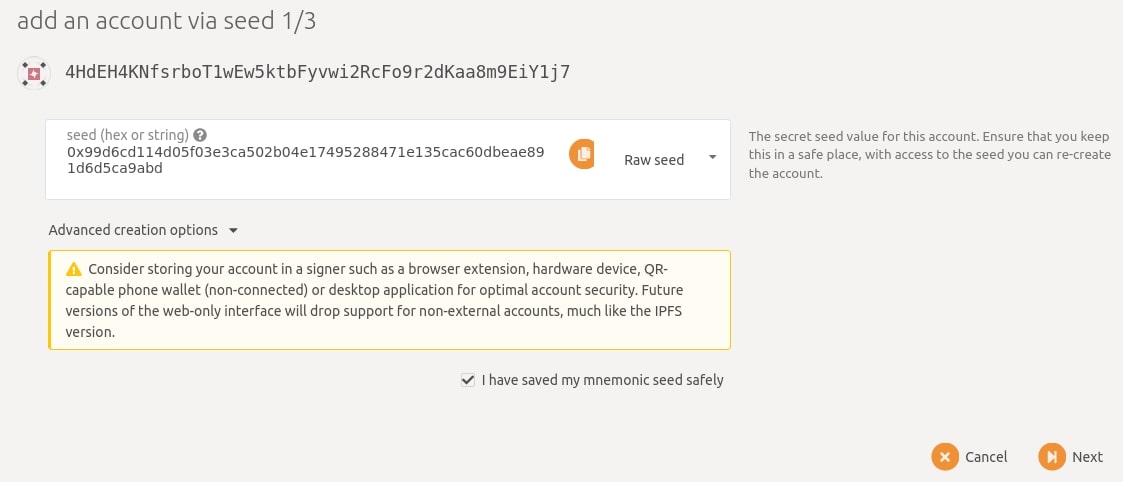 add an account via seed 1/3
4HdEH4KNfsrboT1wEw5ktbFyvwi2RcFo9r2dKaa8m9EiY1j7
seed (hex or string)
0x99d6cd114d05f03e3ca502b04e17495288471e135cac60dbeae89
1d6d5ca9abd
Raw seed
The secret seed value for this account. Ensure that you keep
this in a safe place, with access to the seed you can re-create
the account.
Advanced creation options
Consider storing your account in a signer such as a browser extension, hardware device, QR-
capable phone wallet (non-connected) or desktop application for optimal account security. Future
versions of the web-only interface will drop support for non-external accounts, much like the IPFS
version.
I have saved my mnemonic seed safely
Cancel
Next